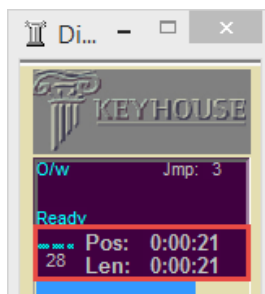 Di...
KEYHOUSE
O/w Jmp: 3
Ready
Pos: 0:00:21
28 Len: 0:00:21